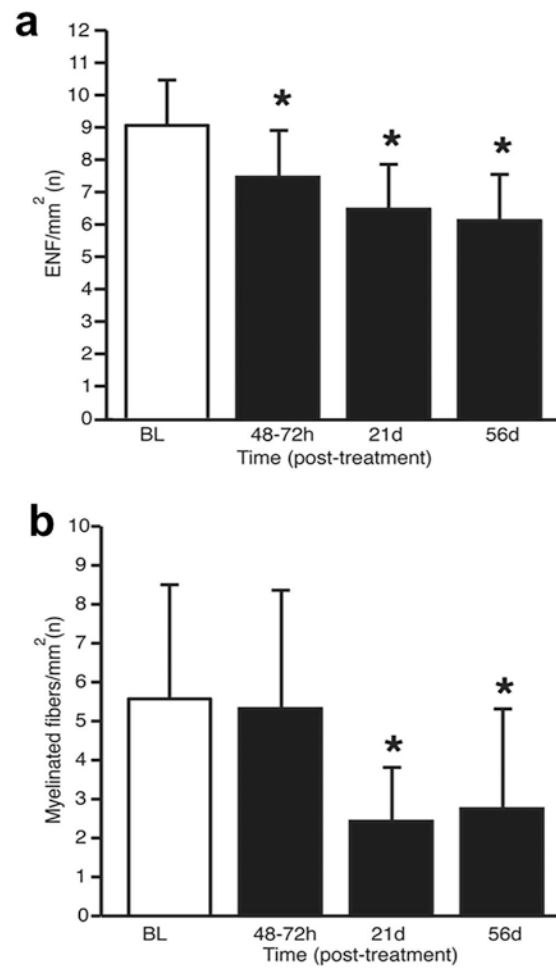 a
12
11
10
9
8
7
6
5
4
3
2
1
0
ENF/mm²(n)
* * *
BL 48-72h 21d 56d
Time (post-treatment)
b
10
9
8
7
6
5
4
3
2
1
0
Myelinated fibers/mm²(n)
* *
BL 48-72h 21d 56d
Time (post-treatment)